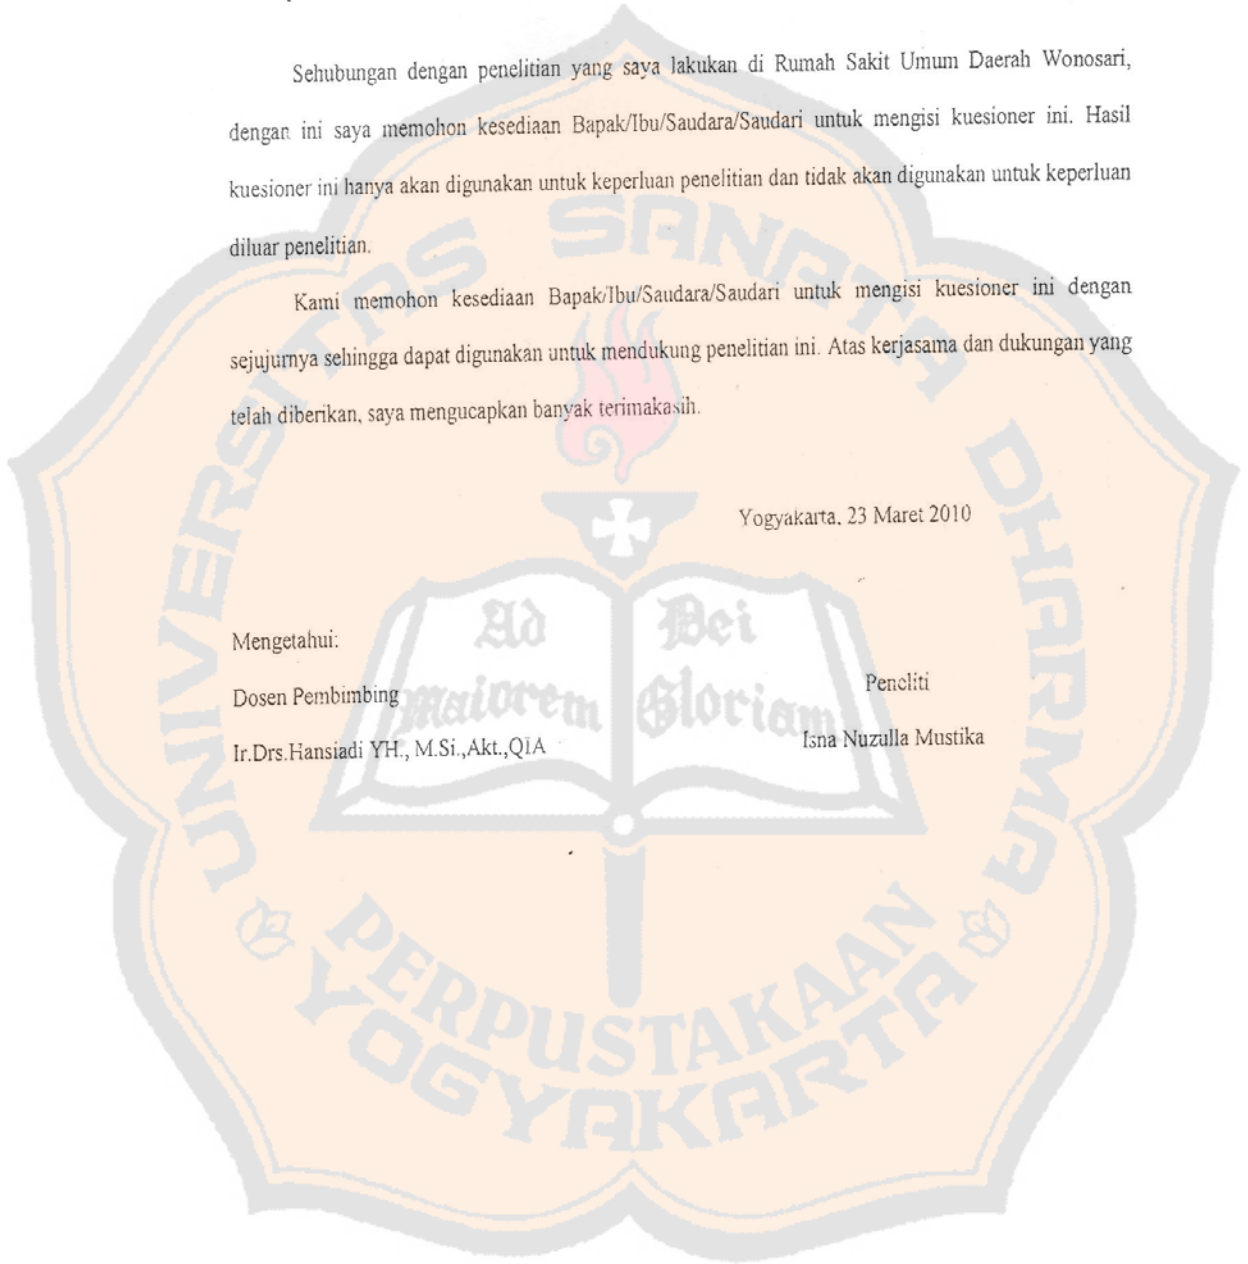 Sehubungan dengan penelitian yang saya lakukan di Rumah Sakit Umum Daerah Wonosari,
dengan ini saya memohon kesediaan Bapak/Ibu/Saudara/Saudari untuk mengisi kuesioner ini. Hasil
kuesioner ini hanya akan digunakan untuk keperluan penelitian dan tidak akan digunakan untuk keperluan
diluar penelitian.
Kami memohon kesediaan Bapak/Ibu/Saudara/Saudari untuk mengisi kuesioner ini dengan
sejujurnya sehingga dapat digunakan untuk mendukung penelitian ini. Atas kerjasama dan dukungan yang
telah diberikan, saya mengucapkan banyak terimakasih.
Yogyakarta, 23 Maret 2010
Mengetahui:
Dosen Pembimbing
Peneliti
Ir.Drs.Hansiadi YH., M.Si.,Akt.,QIA
Isna Nuzulla Mustika
UNIVERSITAS SANATA DHARMA
Ad
Maiorem
Dei
Gloriam
PERPUSTAKAAN
YOGYAKARTA